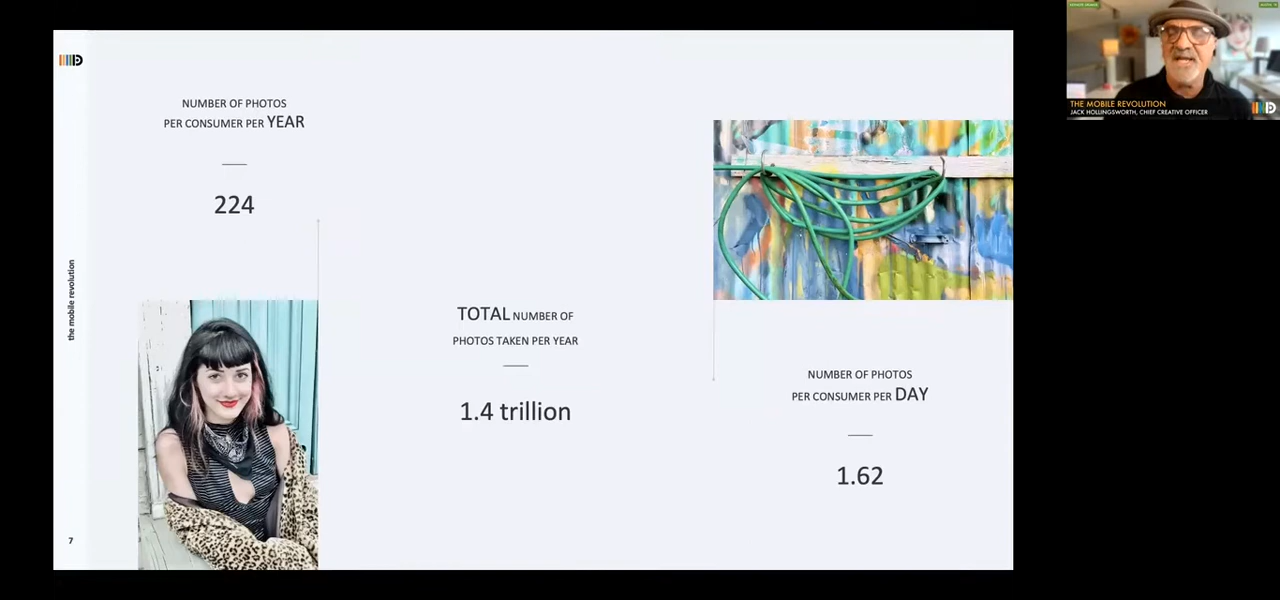 NUMBER OF PHOTOS
PER CONSUMER PER YEAR
224
the mobile revolution
7
TOTAL NUMBER OF
PHOTOS TAKEN PER YEAR
1.4 trillion
NUMBER OF PHOTOS
PER CONSUMER PER DAY
1.62
THE MOBILE REVOLUTION
JACK HOLLINGSWORTH, CHIEF CREATIVE OFFICER